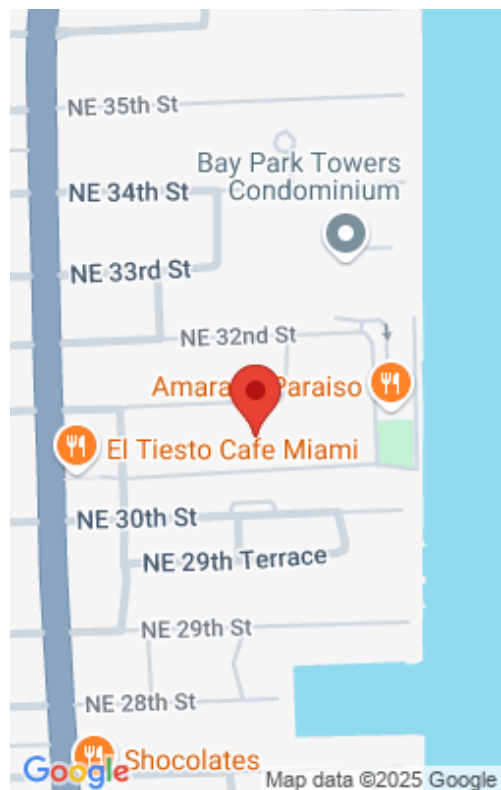 NE 35th St
Bay Park Towers
Condominium
NE 34th St
NE 33rd St
NE 32nd St
Amara Paraiso
El Tiesto Cafe Miami
NE 30th St
NE 29th Terrace
NE 29th St
NE 28th St
Shocolates
Google
Map data ©2025 Google